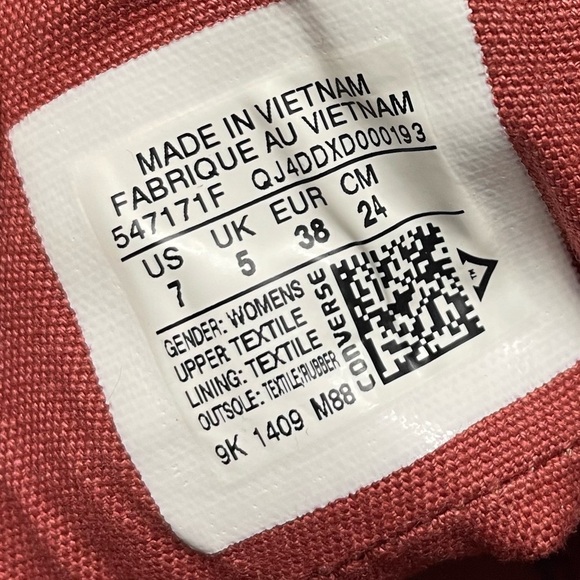 MADE IN VIETNAM
FABRIQUE AU VIETNAM
547171F QJ4DDXD000193
US UK EUR CM
7 5 38 24
GENDER: WOMENS
UPPER TEXTILE
LINING: TEXTILE
OUTSOLE: TEXTILE/RUBBER
9K 1409 M88
CONVERSE
TM